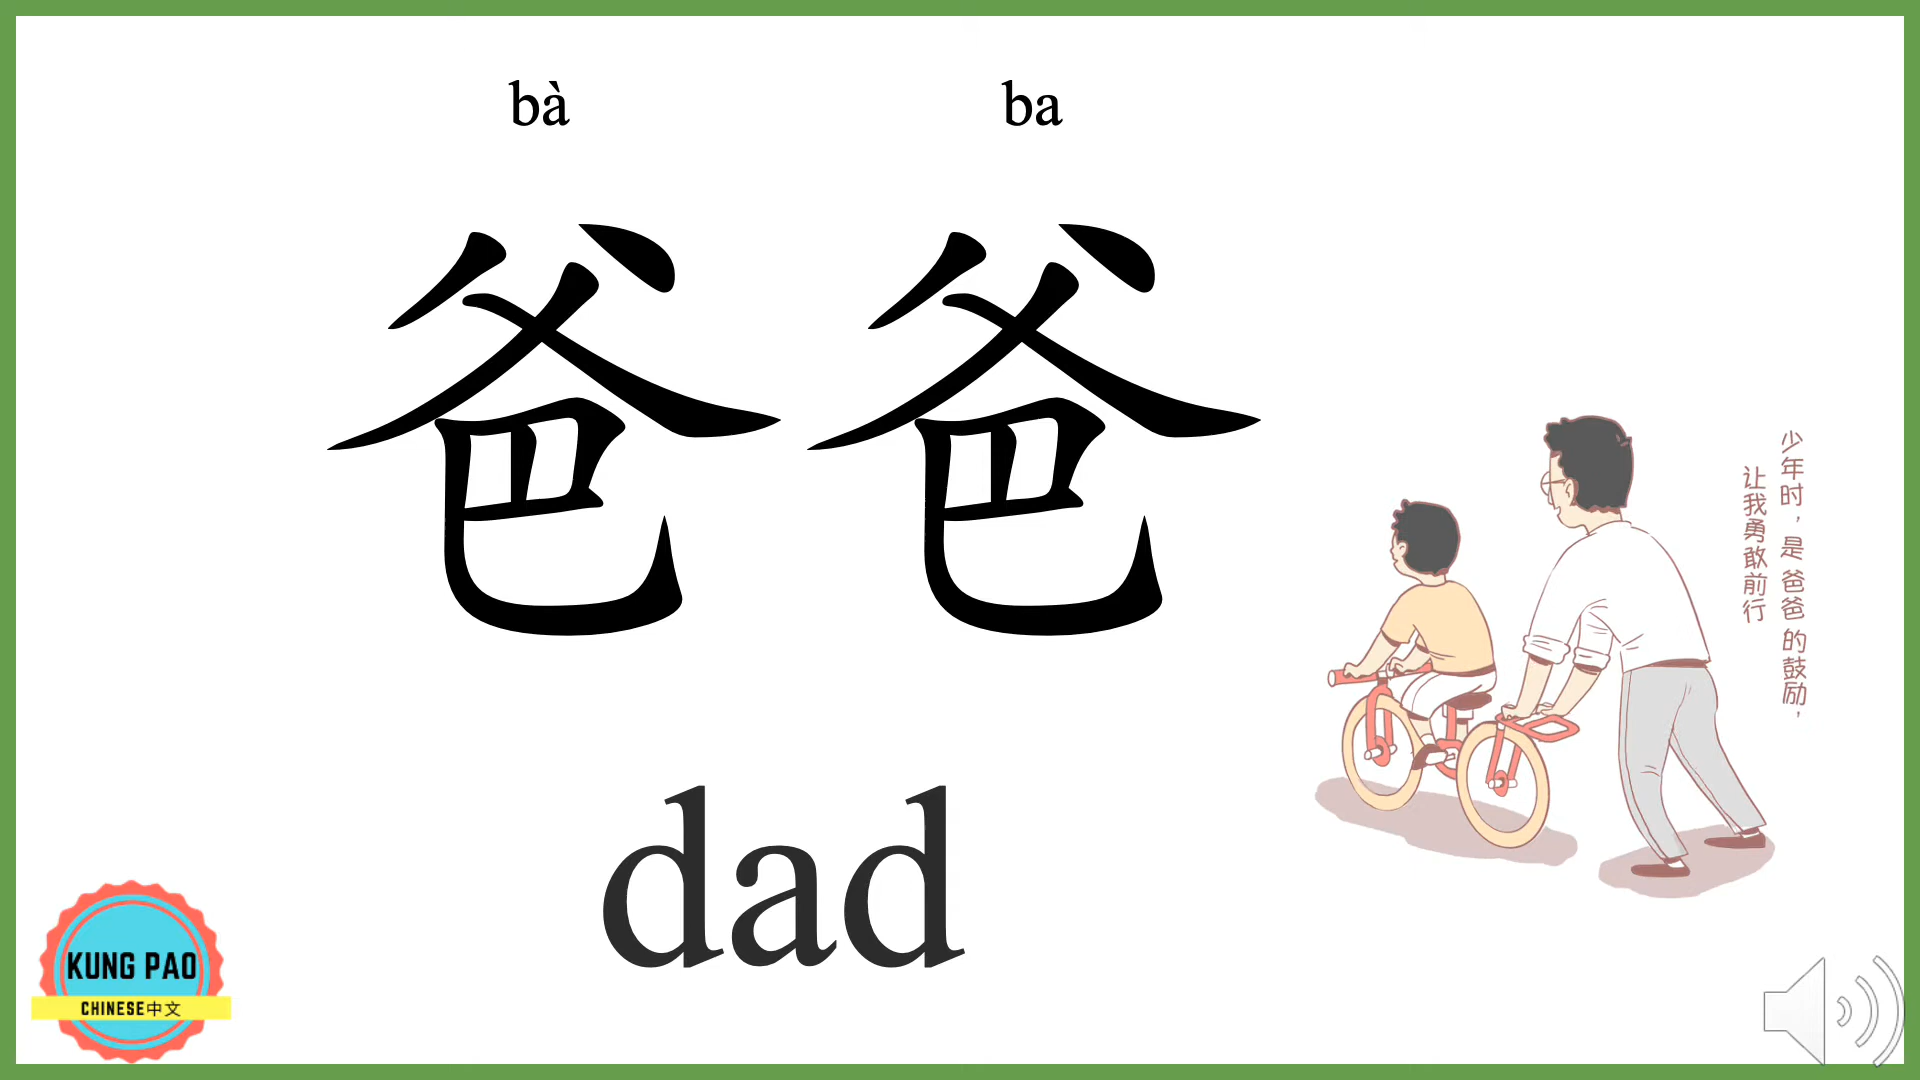 bà ba
爸爸
dad
少年时，是爸爸的鼓励，
让我勇敢前行
KUNG PAO
CHINESE中文